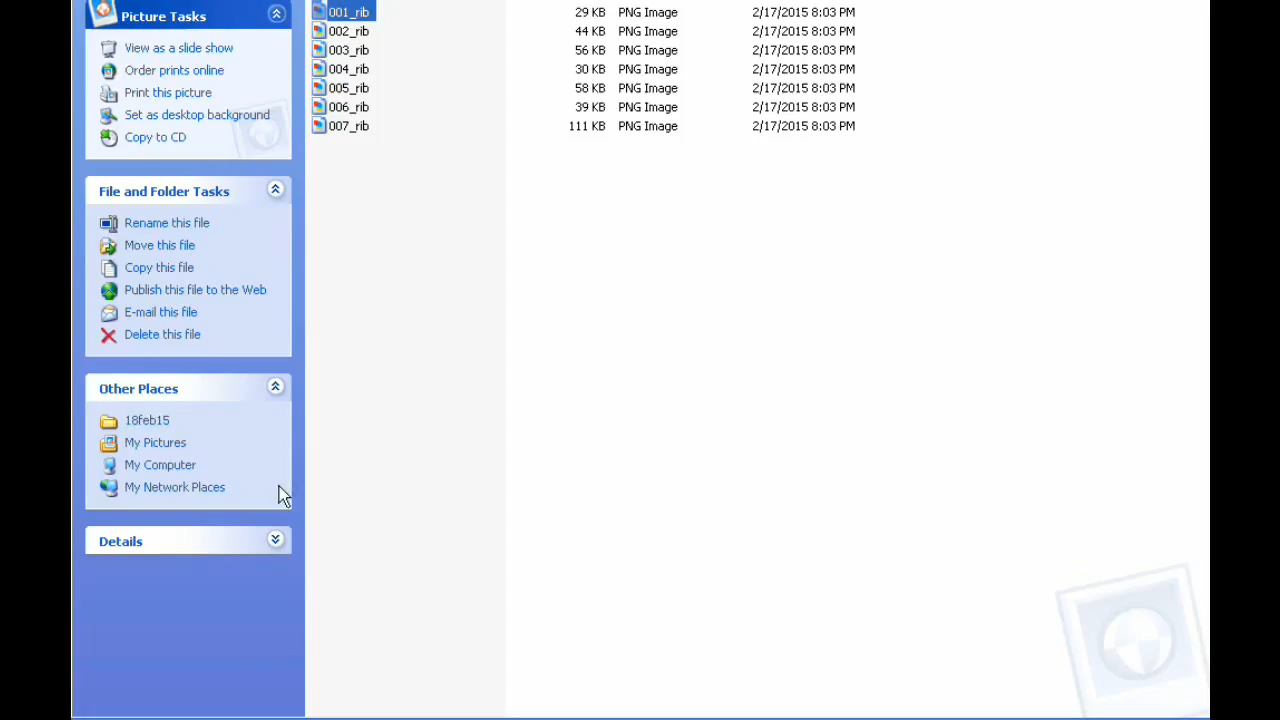 Picture Tasks
View as a slide show
Order prints online
Print this picture
Set as desktop background
Copy to CD
File and Folder Tasks
Rename this file
Move this file
Copy this file
Publish this file to the Web
E-mail this file
Delete this file
Other Places
18feb15
My Pictures
My Computer
My Network Places
Details
001_rib 29 KB PNG Image 2/17/2015 8:03 PM
002_rib 44 KB PNG Image 2/17/2015 8:03 PM
003_rib 56 KB PNG Image 2/17/2015 8:03 PM
004_rib 30 KB PNG Image 2/17/2015 8:03 PM
005_rib 58 KB PNG Image 2/17/2015 8:03 PM
006_rib 39 KB PNG Image 2/17/2015 8:03 PM
007_rib 111 KB PNG Image 2/17/2015 8:03 PM